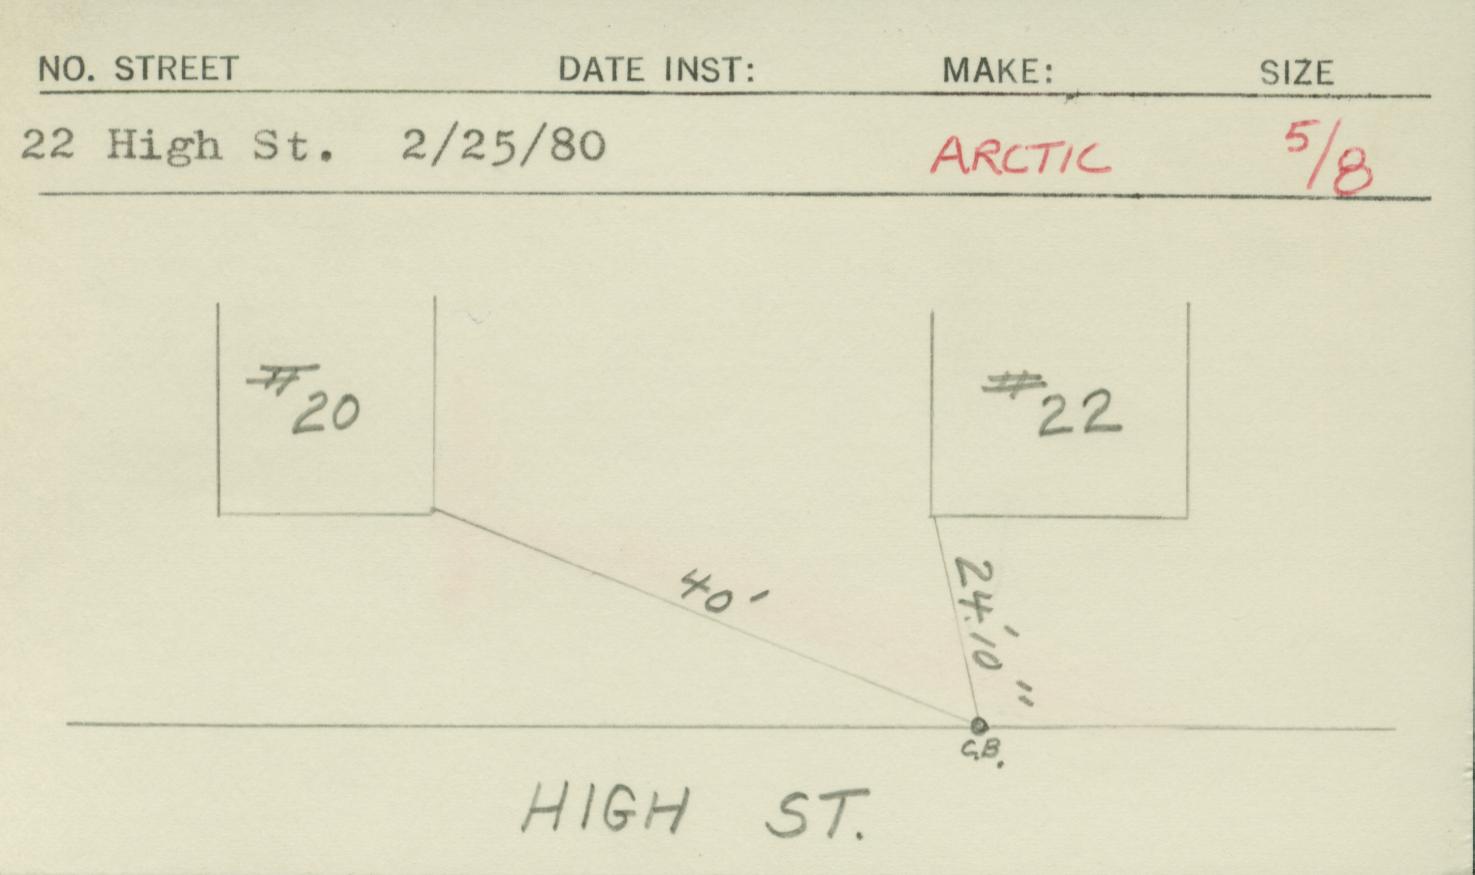 NO. STREET DATE INST: MAKE: SIZE
22 High St. 2/25/80 ARCTIC 5/8
#20 #22
40'
24'10"
C.B.
HIGH ST.